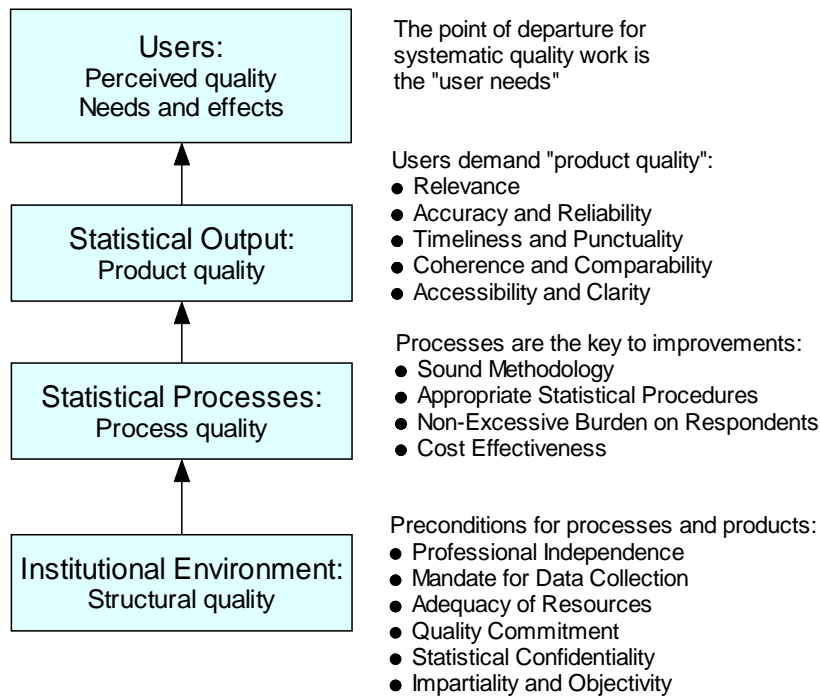 Users:
Perceived quality
Needs and effects
The point of departure for
systematic quality work is
the "user needs"
Statistical Output:
Product quality
Users demand "product quality":
● Relevance
● Accuracy and Reliability
● Timeliness and Punctuality
● Coherence and Comparability
● Accessibility and Clarity
Statistical Processes:
Process quality
Processes are the key to improvements:
● Sound Methodology
● Appropriate Statistical Procedures
● Non-Excessive Burden on Respondents
● Cost Effectiveness
Institutional Environment:
Structural quality
Preconditions for processes and products:
● Professional Independence
● Mandate for Data Collection
● Adequacy of Resources
● Quality Commitment
● Statistical Confidentiality
● Impartiality and Objectivity